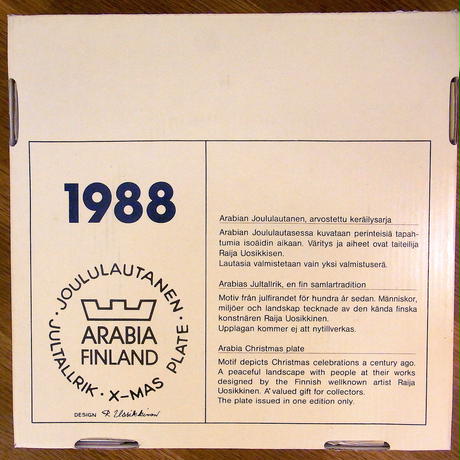 1988
JOULULAUTANEN · X-MAS PLATE · JULTALLRIK ·
ARABIA
FINLAND
DESIGN R. Uosikkinen
Arabian Joululautanen, arvostettu keräilysarja
Arabian Joululautasessa kuvataan perinteisiä tapah-
tumia isoäidin aikaan. Väritys ja aiheet ovat taiteilija
Raija Uosikkisen.
Lautasia valmistetaan vain yksi valmistuserä.
Arabias Jultallrik, en fin samlartradition
Motiv från julfirandet för hundra år sedan. Människor,
miljöer och landskap tecknade av den kända finska
konstnären Raija Uosikkinen.
Upplagan kommer ej att nytillverkas.
Arabia Christmas plate
Motif depicts Christmas celebrations a century ago.
A peaceful landscape with people at their works
designed by the Finnish wellknown artist Raija
Uosikkinen. A' valued gift for collectors.
The plate issued in one edition only.